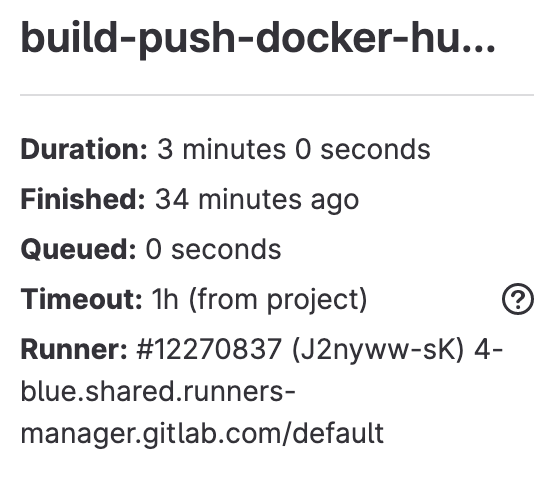 build-push-docker-hu...
Duration: 3 minutes 0 seconds
Finished: 34 minutes ago
Queued: 0 seconds
Timeout: 1h (from project) ?
Runner: #12270837 (J2nyww-sK) 4-
blue.shared.runners-
manager.gitlab.com/default